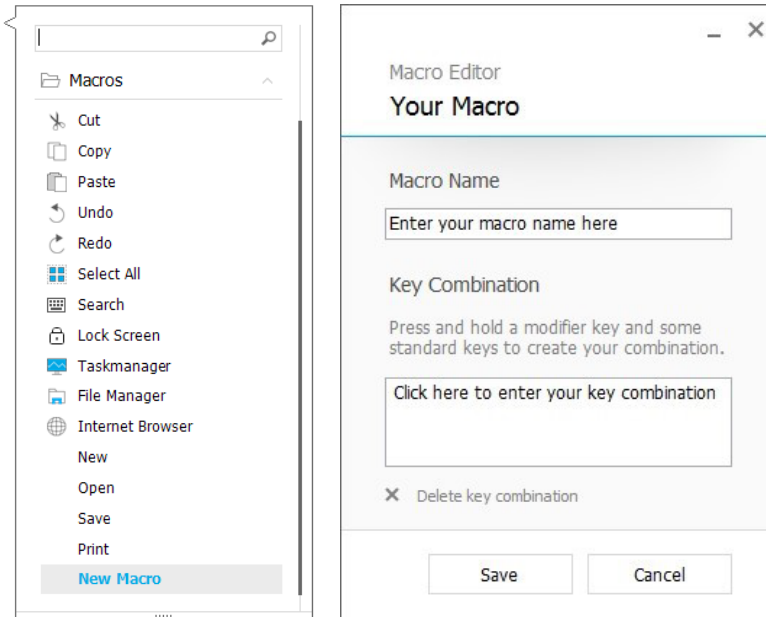 Macros
Cut
Copy
Paste
Undo
Redo
Select All
Search
Lock Screen
Taskmanager
File Manager
Internet Browser
New
Open
Save
Print
New Macro
Macro Editor
Your Macro
Macro Name
Enter your macro name here
Key Combination
Press and hold a modifier key and some
standard keys to create your combination.
Click here to enter your key combination
Delete key combination
Save
Cancel